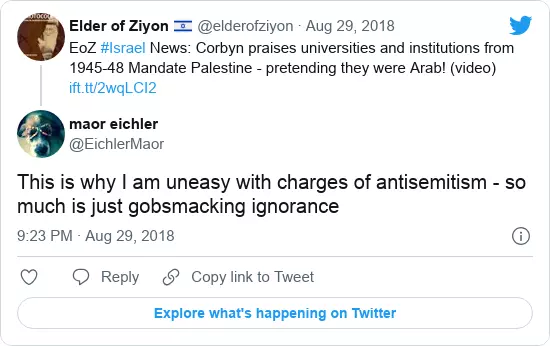 Elder of Ziyon 🇮🇱 @elderofziyon · Aug 29, 2018
EoZ #Israel News: Corbyn praises universities and institutions from
1945-48 Mandate Palestine - pretending they were Arab! (video)
ift.tt/2wqLCI2
maor eichler
@EichlerMaor
This is why I am uneasy with charges of antisemitism - so
much is just gobsmacking ignorance
9:23 PM · Aug 29, 2018
Reply Copy link to Tweet
Explore what's happening on Twitter